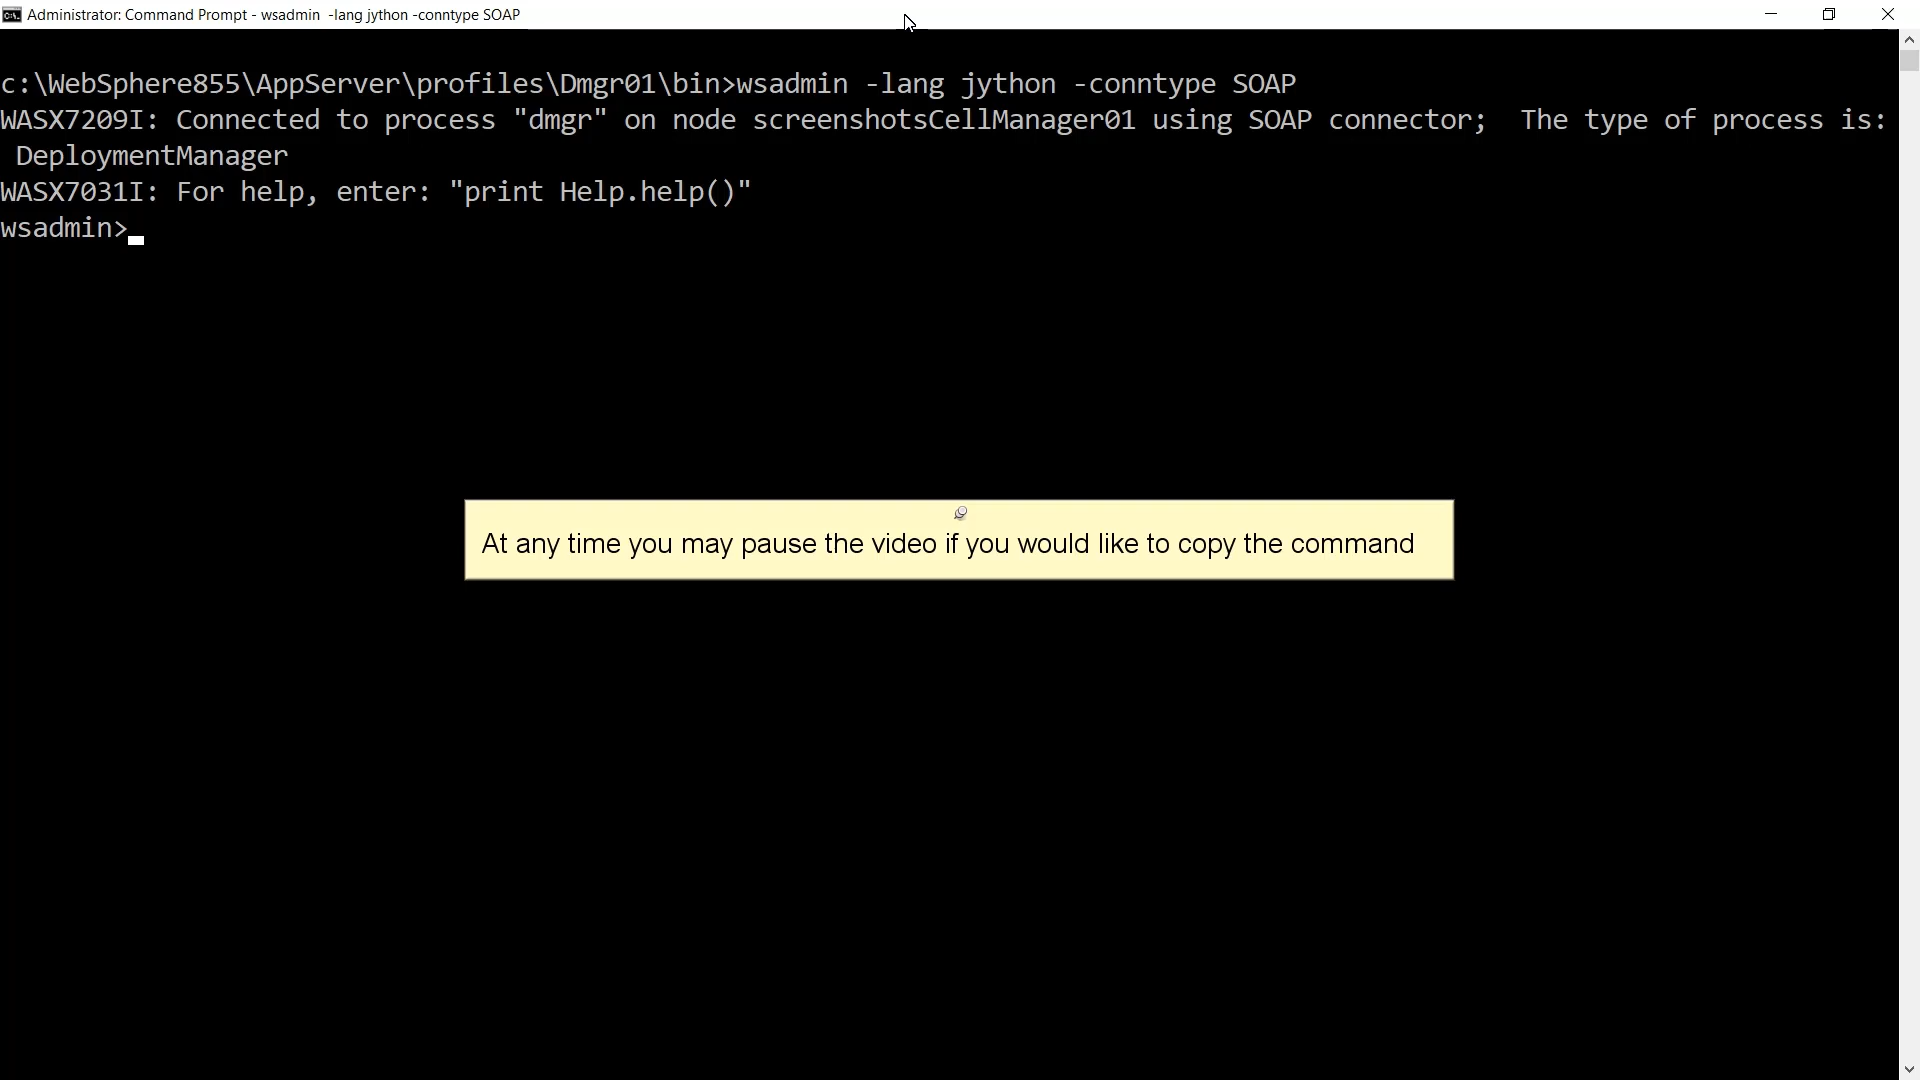 Administrator: Command Prompt - wsadmin  -lang jython -conntype SOAP
c:\WebSphere855\AppServer\profiles\Dmgr01\bin>wsadmin -lang jython -conntype SOAP
WASX7209I: Connected to process "dmgr" on node screenshotsCellManager01 using SOAP connector;  The type of process is:
 DeploymentManager
WASX7031I: For help, enter: "print Help.help()"
wsadmin>
At any time you may pause the video if you would like to copy the command